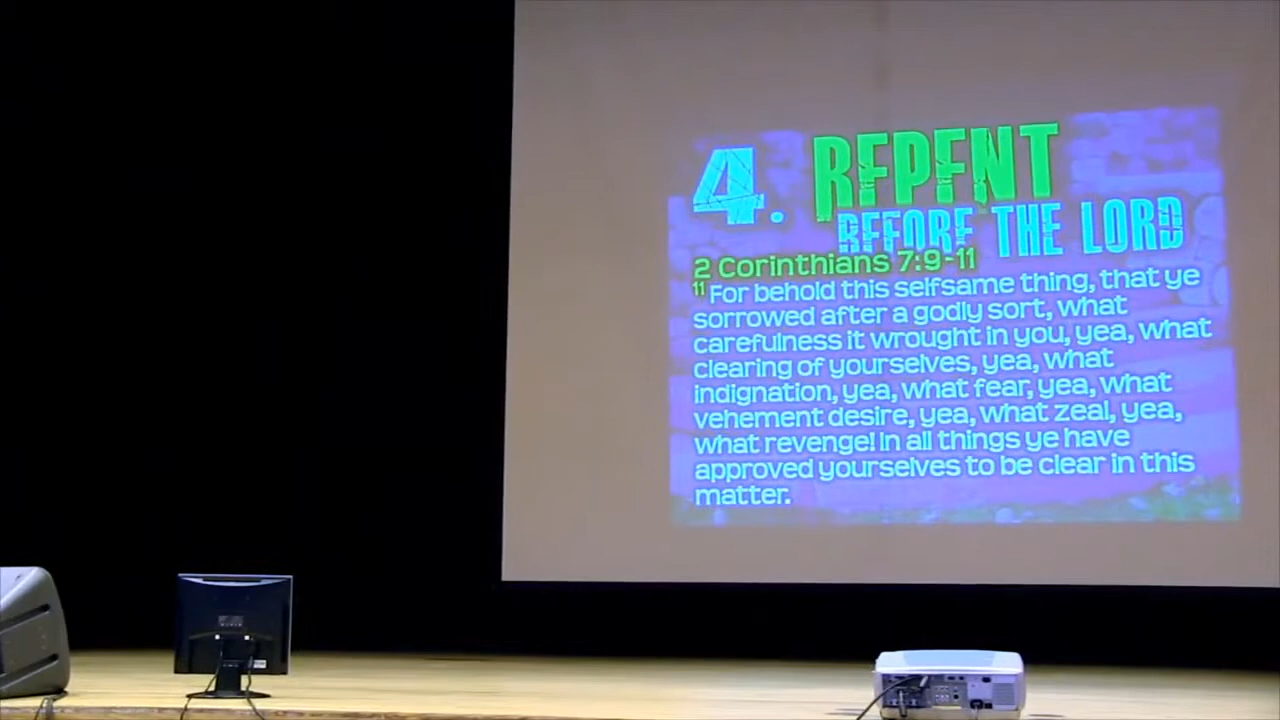 4. REPENT
BEFORE THE LORD
2 Corinthians 7:9-11
11 For behold this selfsame thing, that ye
sorrowed after a godly sort, what
carefulness it wrought in you, yea, what
clearing of yourselves, yea, what
indignation, yea, what fear, yea, what
vehement desire, yea, what zeal, yea,
what revenge! In all things ye have
approved yourselves to be clear in this
matter.